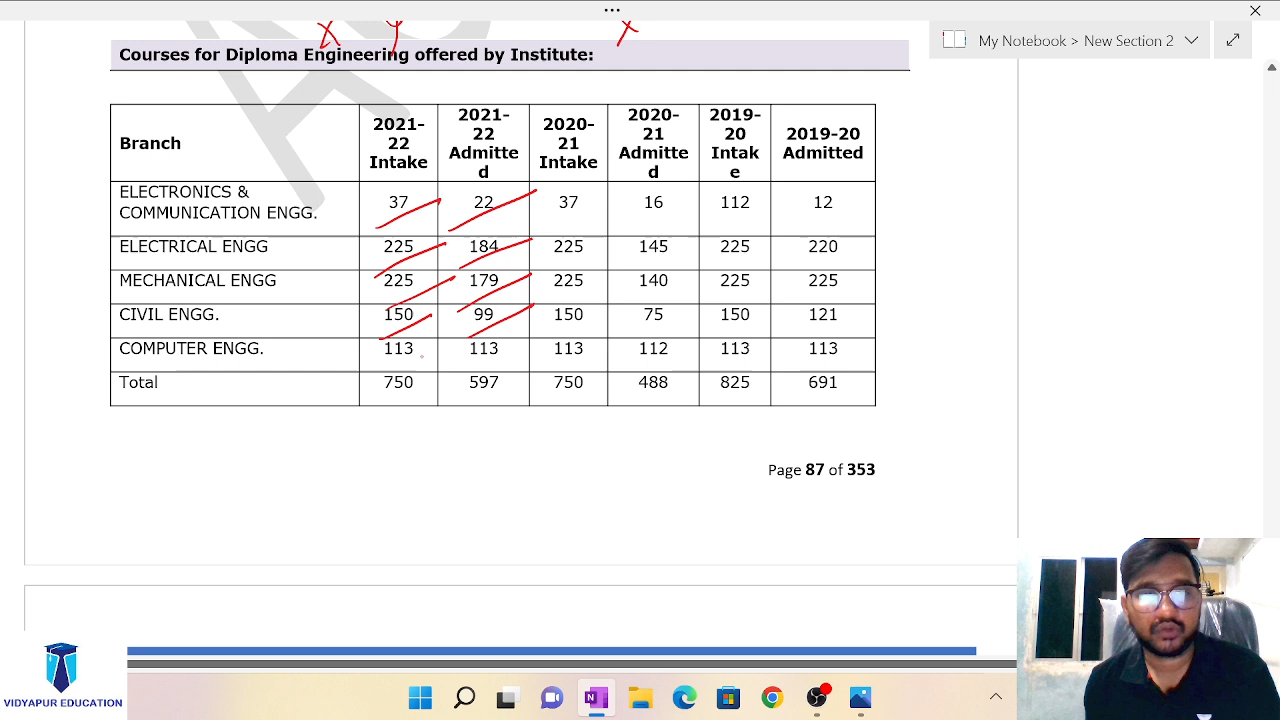 My Notebook > New Section 2
Courses for Diploma Engineering offered by Institute:
Branch
2021-
22
Intake
2021-
22
Admitte
d
2020-
21
Intake
2020-
21
Admitte
d
2019-
20
Intak
e
2019-20
Admitted
ELECTRONICS &
COMMUNICATION ENGG.
37 22 37 16 112 12
ELECTRICAL ENGG 225 184 225 145 225 220
MECHANICAL ENGG 225 179 225 140 225 225
CIVIL ENGG. 150 99 150 75 150 121
COMPUTER ENGG. 113 113 113 112 113 113
Total 750 597 750 488 825 691
Page 87 of 353
VIDYAPUR EDUCATION